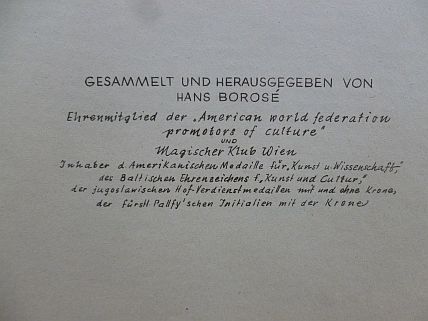 GESAMMELT UND HERAUSGEGEBEN VON
HANS BOROSÉ
Ehrenmitglied der „American world federation
promotors of culture"
UND
Magischer Klub Wien
Inhaber d. Amerikanischen Medaille für „Kunst u. Wissenschaft,"
des Baltischen Ehrenzeichens f. „Kunst und Cultur,"
der jugoslawischen Hof-Verdienstmedaillen mit und ohne Krone,
der fürstl. Pallfy'schen Initialien mit der Krone